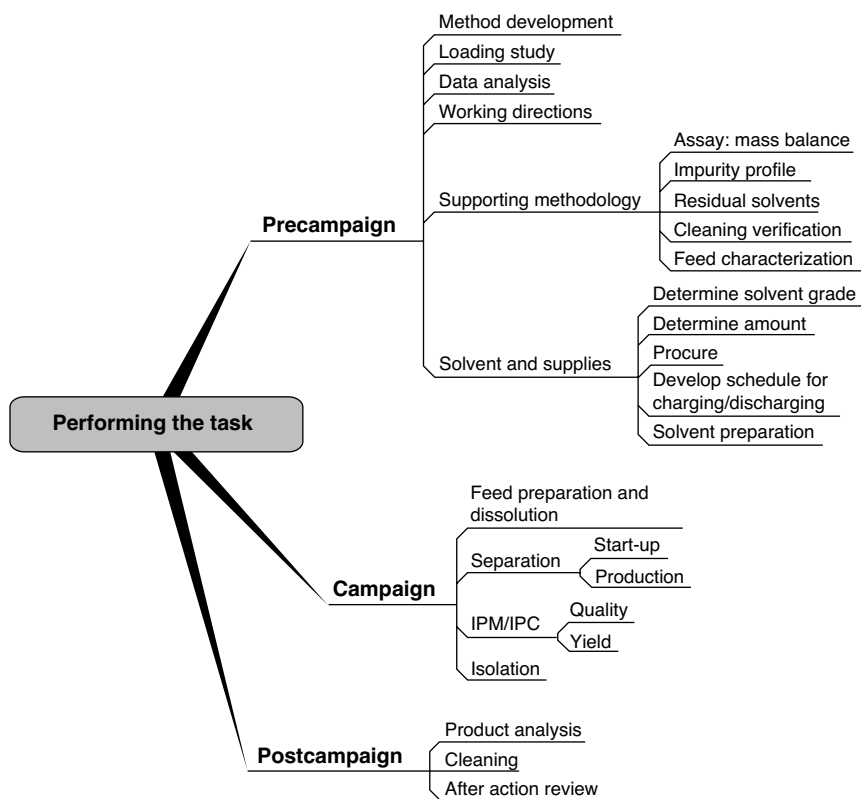 Performing the task
Precampaign
Method development
Loading study
Data analysis
Working directions
Supporting methodology
Assay: mass balance
Impurity profile
Residual solvents
Cleaning verification
Feed characterization
Solvent and supplies
Determine solvent grade
Determine amount
Procure
Develop schedule for
charging/discharging
Solvent preparation
Campaign
Feed preparation and
dissolution
Separation
Start-up
Production
IPM/IPC
Quality
Yield
Isolation
Postcampaign
Product analysis
Cleaning
After action review